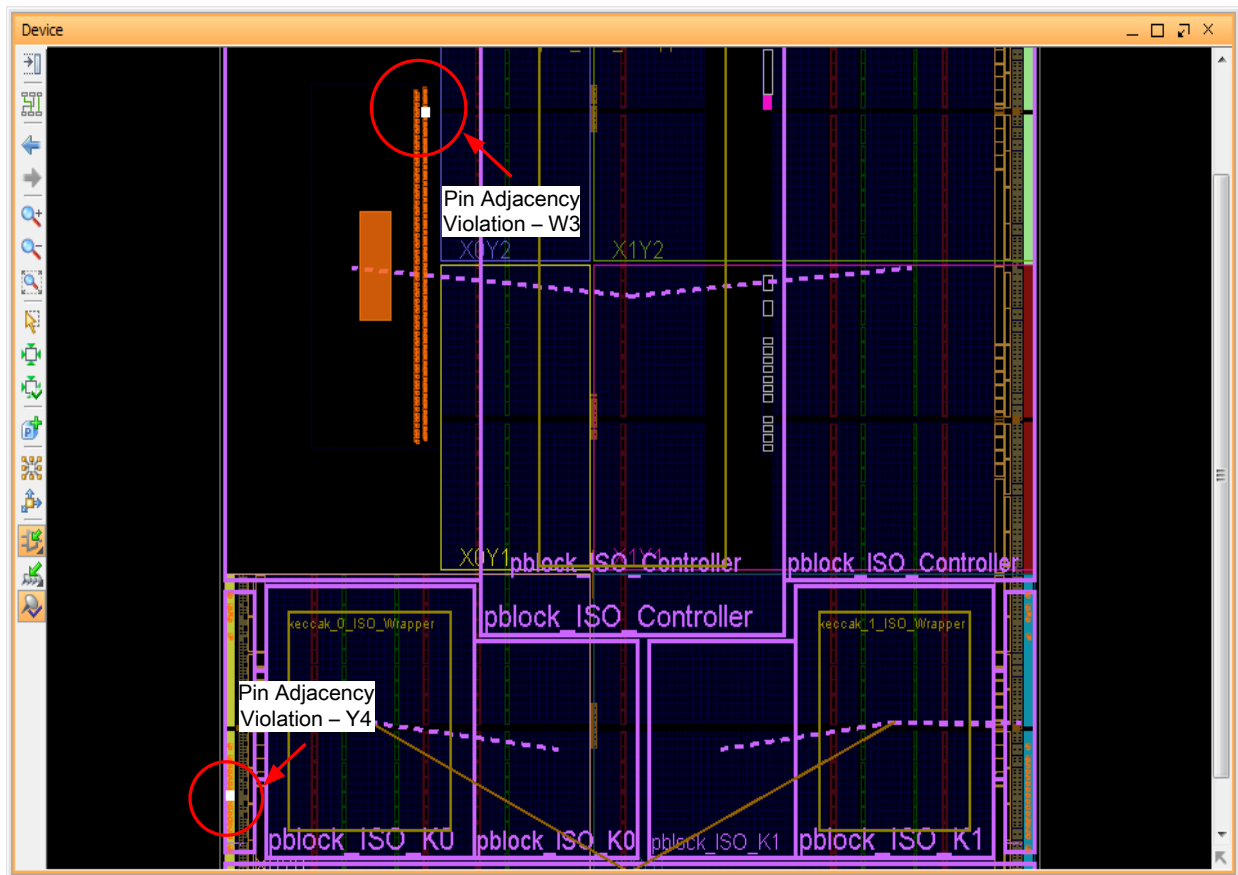 Device
Pin Adjacency
Violation – W3
X0Y2
X1Y2
X0Y1
X1Y1
pblock_ISO_Controller
pblock_ISO_Controller
pblock_ISO_Controller
keccak_0_ISO_Wrapper
keccak_1_ISO_Wrapper
Pin Adjacency
Violation – Y4
pblock_ISO_K0
pblock_ISO_K0
pblock_ISO_K1
pblock_ISO_K1